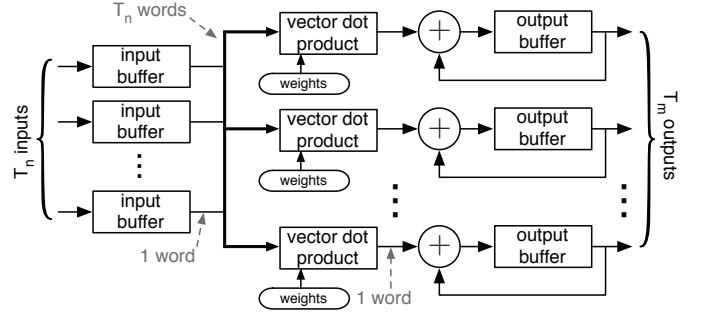 Tn words
input
buffer
input
buffer
input
buffer
Tn inputs
1 word
vector dot
product
weights
+
output
buffer
vector dot
product
weights
+
output
buffer
vector dot
product
weights
1 word
+
output
buffer
Tm outputs